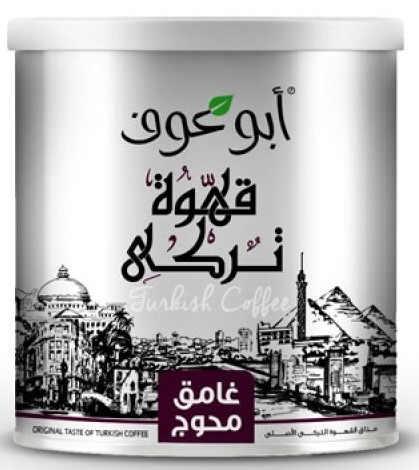 أبو عوف®
قهوة
تركي
Turkish Coffee
غامق
محوج
ORIGINAL TASTE OF TURKISH COFFEE
مذاق القهوة التركي الأصلي